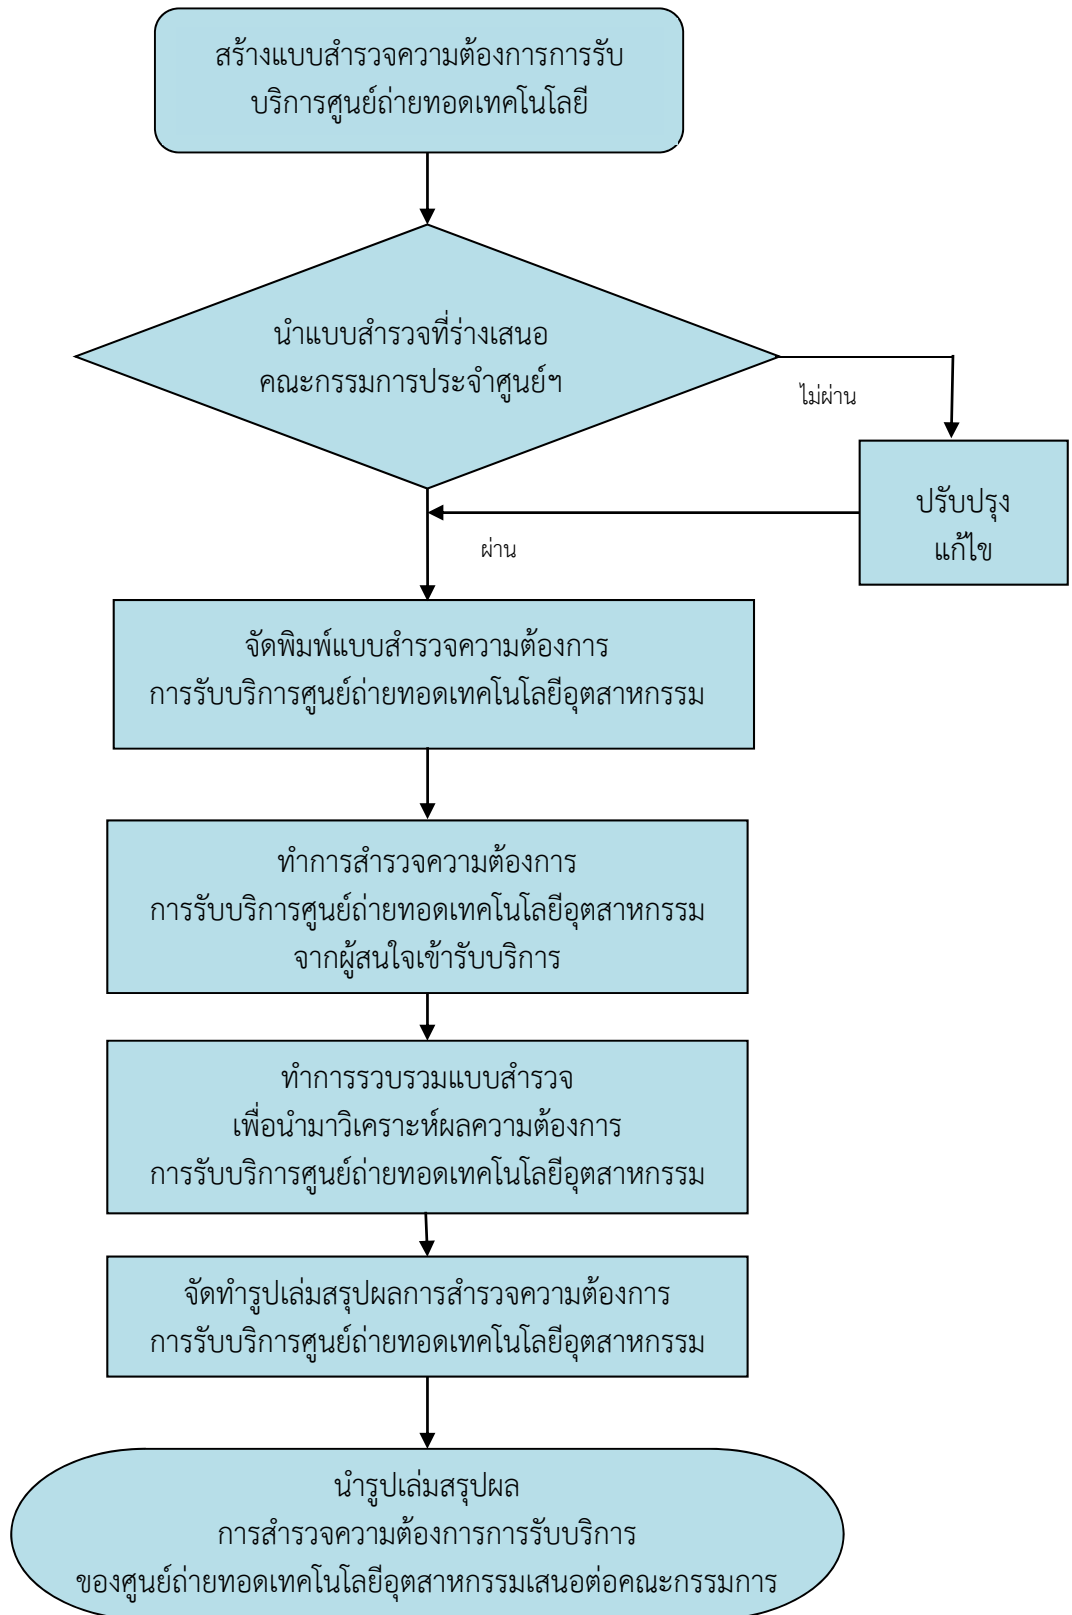 สร้างแบบสำรวจความต้องการการรับ
บริการศูนย์ถ่ายทอดเทคโนโลยี
นำแบบสำรวจที่ร่างเสนอ
คณะกรรมการประจำศูนย์ฯ
ไม่ผ่าน
ปรับปรุง
แก้ไข
ผ่าน
จัดพิมพ์แบบสำรวจความต้องการ
การรับบริการศูนย์ถ่ายทอดเทคโนโลยีอุตสาหกรรม
ทำการสำรวจความต้องการ
การรับบริการศูนย์ถ่ายทอดเทคโนโลยีอุตสาหกรรม
จากผู้สนใจเข้ารับบริการ
ทำการรวบรวมแบบสำรวจ
เพื่อนำมาวิเคราะห์ผลความต้องการ
การรับบริการศูนย์ถ่ายทอดเทคโนโลยีอุตสาหกรรม
จัดทำรูปเล่มสรุปผลการสำรวจความต้องการ
การรับบริการศูนย์ถ่ายทอดเทคโนโลยีอุตสาหกรรม
นำรูปเล่มสรุปผล
การสำรวจความต้องการการรับบริการ
ของศูนย์ถ่ายทอดเทคโนโลยีอุตสาหกรรมเสนอต่อคณะกรรมการ